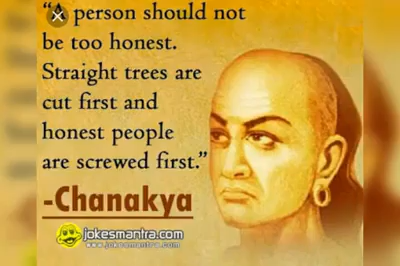 “A person should not
be too honest.
Straight trees are
cut first and
honest people
are screwed first.”
-Chanakya
jokesmantra.com
www.jokesmantra.com